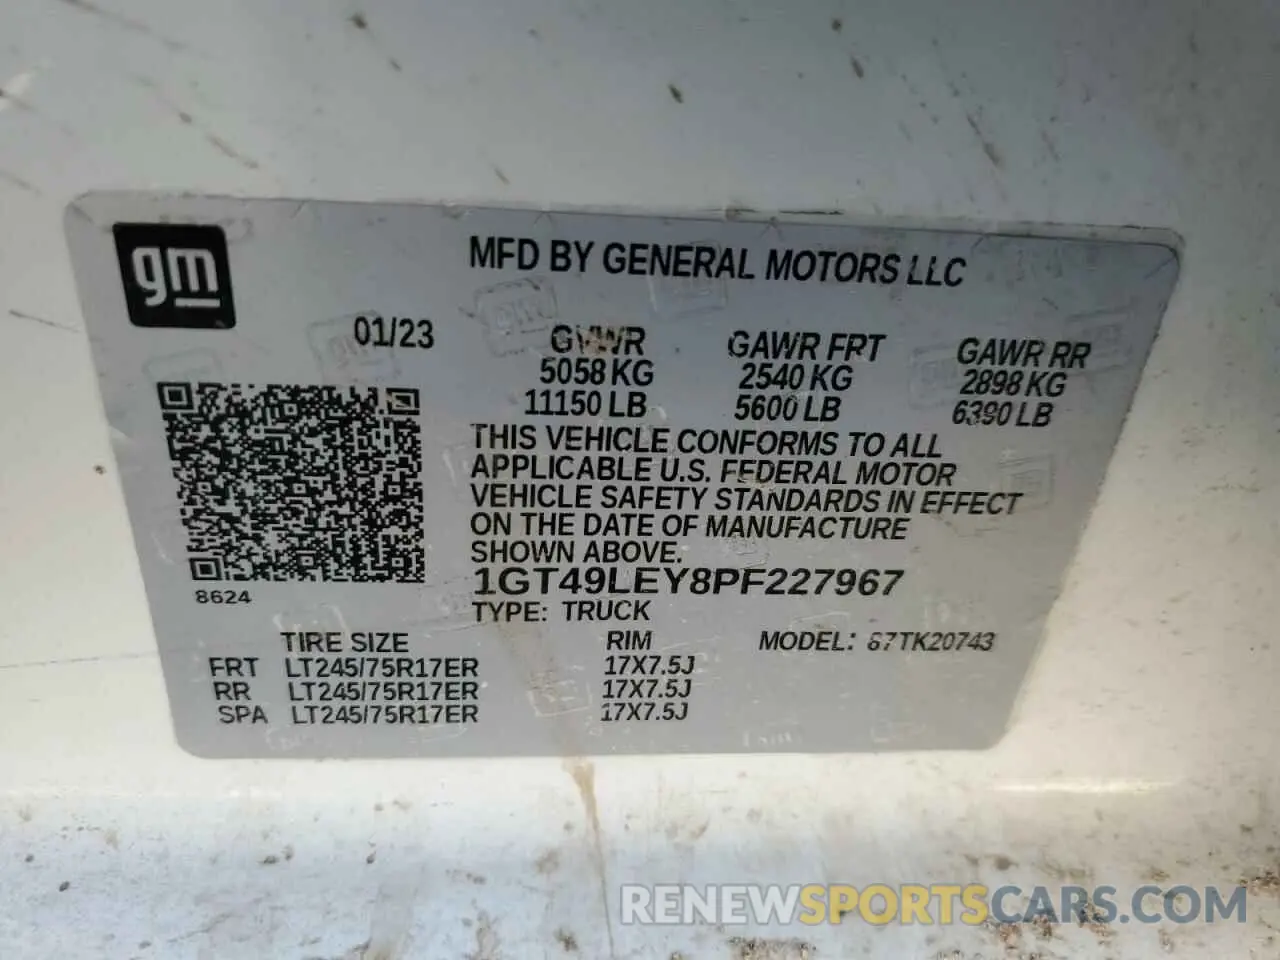 gm
MFD BY GENERAL MOTORS LLC
01/23 GVWR GAWR FRT GAWR RR
5058 KG 2540 KG 2898 KG
11150 LB 5600 LB 6390 LB
THIS VEHICLE CONFORMS TO ALL
APPLICABLE U.S. FEDERAL MOTOR
VEHICLE SAFETY STANDARDS IN EFFECT
ON THE DATE OF MANUFACTURE
SHOWN ABOVE.
1GT49LEY8PF227967
8624
TYPE: TRUCK
TIRE SIZE RIM MODEL: 67TK20743
FRT LT245/75R17ER 17X7.5J
RR LT245/75R17ER 17X7.5J
SPA LT245/75R17ER 17X7.5J
RENEWSPORTSCARS.COM